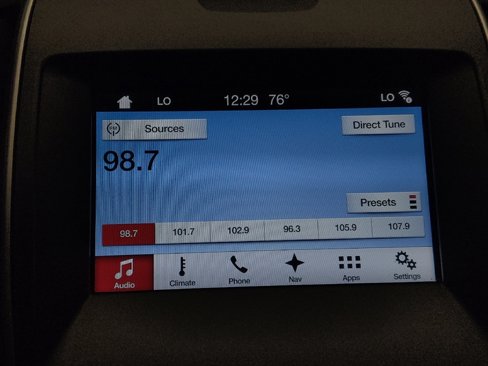 LO 12:29 76° LO
Sources Direct Tune
98.7
Presets
98.7 101.7 102.9 96.3 105.9 107.9
Audio Climate Phone Nav Apps Settings